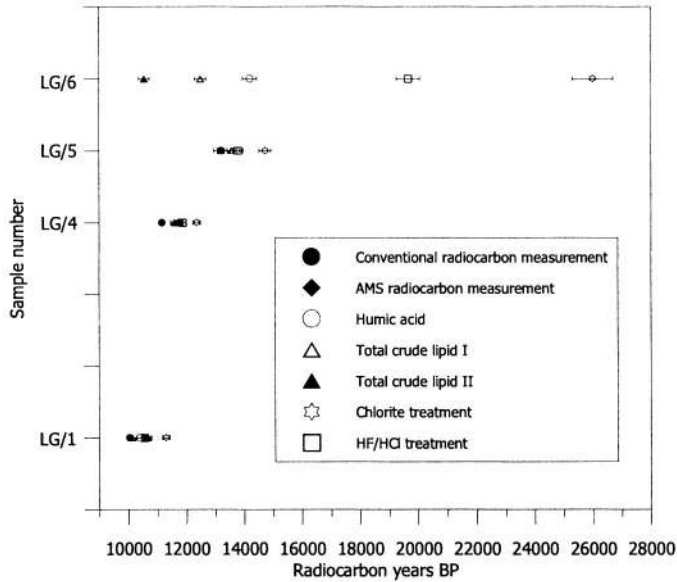 LG/6
LG/5
LG/4
LG/1
Sample number
Conventional radiocarbon measurement
AMS radiocarbon measurement
Humic acid
Total crude lipid I
Total crude lipid II
Chlorite treatment
HF/HCl treatment
10000 12000 14000 16000 18000 20000 22000 24000 26000 28000
Radiocarbon years BP